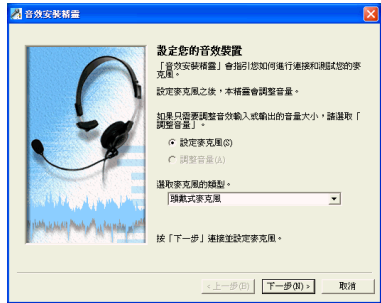 音效安裝精靈
設定您的音效裝置
「音效安裝精靈」會指引您如何進行連接和測試您的麥
克風。
設定麥克風之後，本精靈會調整音量。
如果只需要調整音效輸入或輸出的音量大小，請選取「
調整音量」。
設定麥克風(S)
調整音量(A)
選取麥克風的類型。
頭戴式麥克風
按「下一步」連接並設定麥克風。
<上一步(B)
下一步(N)>
取消